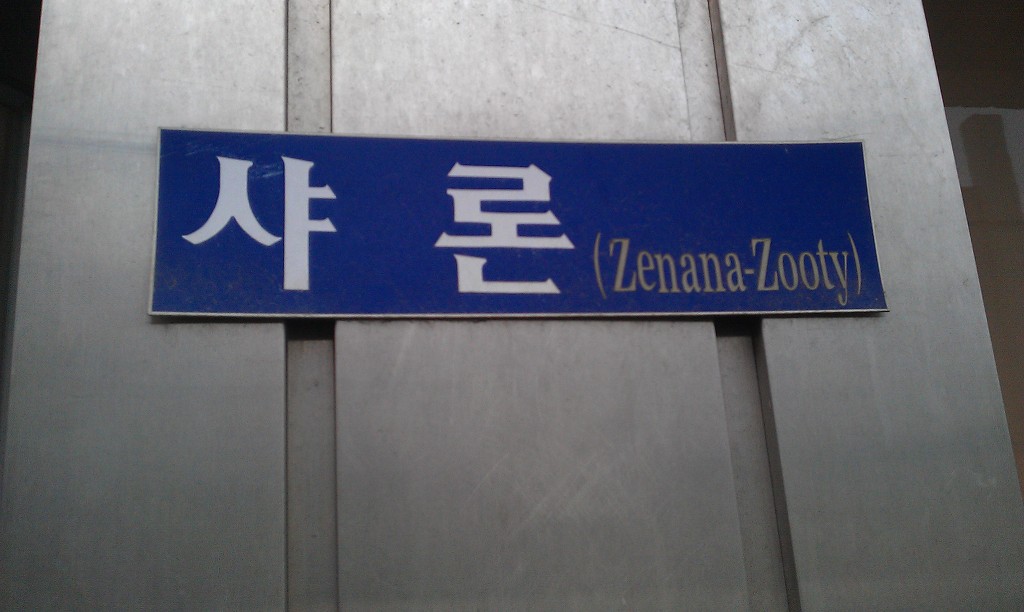 샤 론 (Zenana-Zooty)